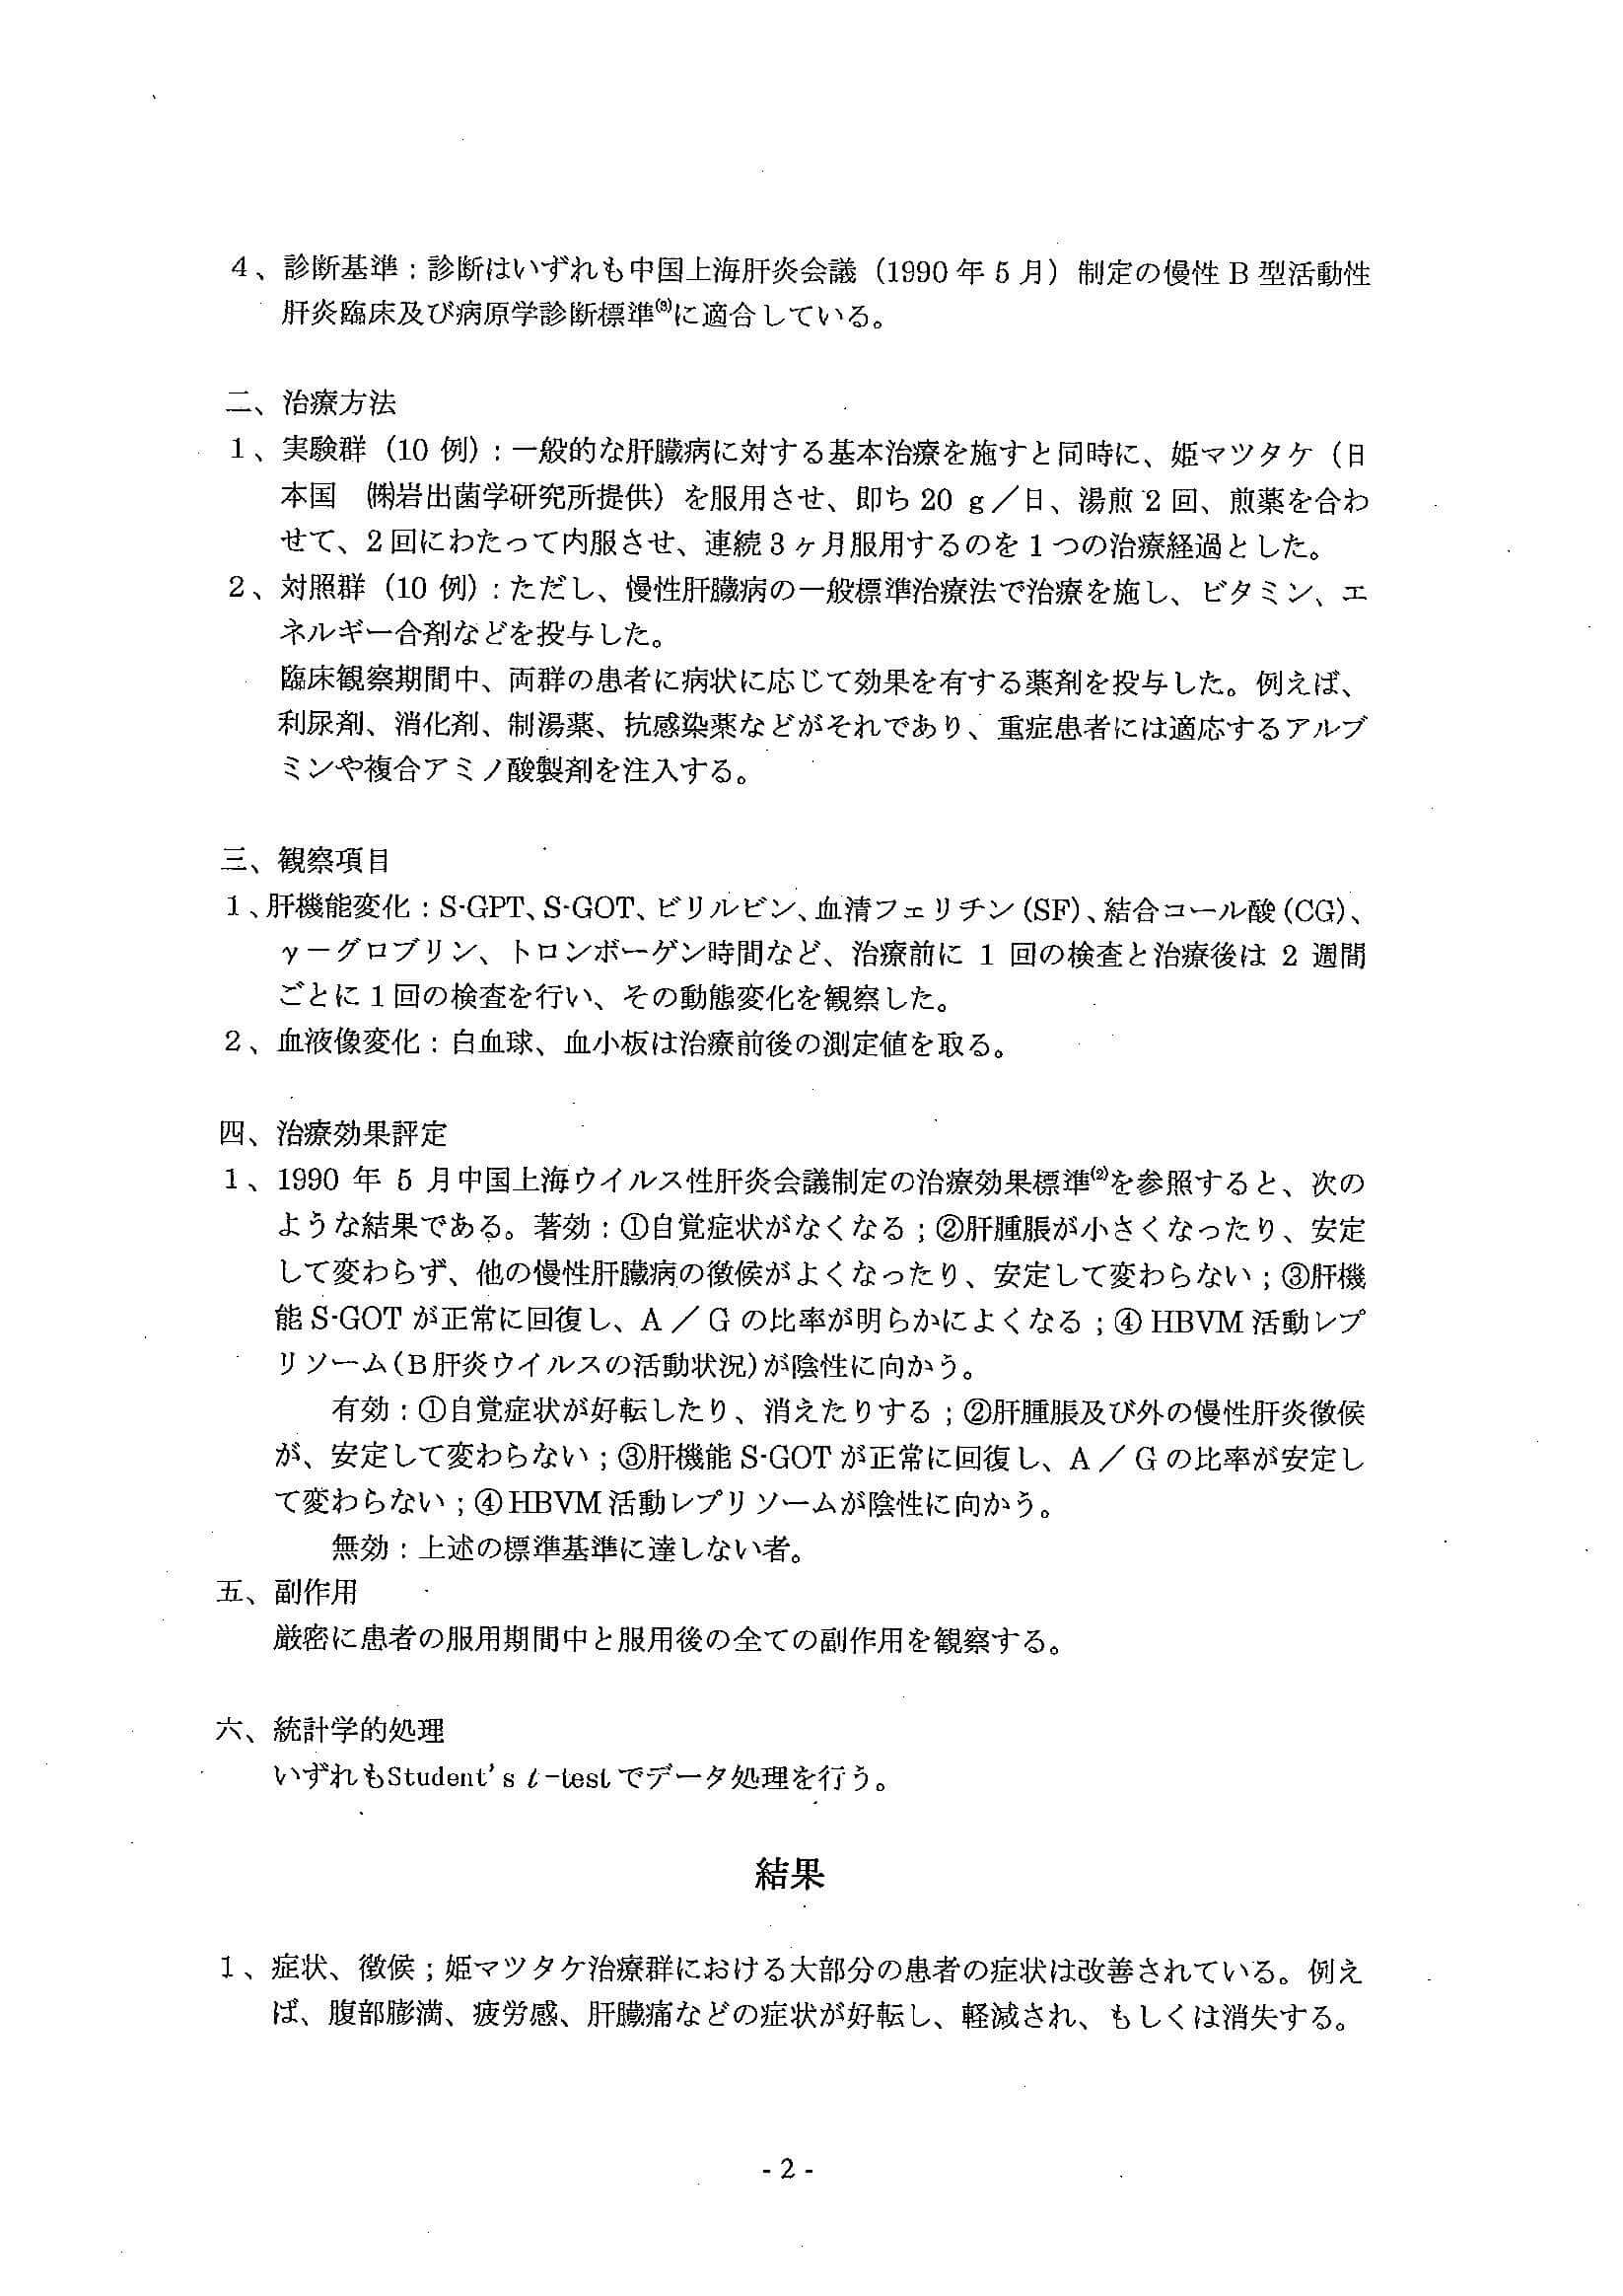 4、診断基準：診断はいずれも中国上海肝炎会議（1990年5月）制定の慢性B型活動性
肝炎臨床及び病原学診断標準⁽³⁾に適合している。
二、治療方法
1、実験群（10例）：一般的な肝臓病に対する基本治療を施すと同時に、姫マツタケ（日
本国　㈱岩出菌学研究所提供）を服用させ、即ち20 g／日、湯煎2回、煎薬を合わ
せて、2回にわたって内服させ、連続3ヶ月服用するのを1つの治療経過とした。
2、対照群（10例）：ただし、慢性肝臓病の一般標準治療法で治療を施し、ビタミン、エ
ネルギー合剤などを投与した。
臨床観察期間中、両群の患者に病状に応じて効果を有する薬剤を投与した。例えば、
利尿剤、消化剤、制湯薬、抗感染薬などがそれであり、重症患者には適応するアルブ
ミンや複合アミノ酸製剤を注入する。
三、観察項目
1、肝機能変化：S-GPT、S-GOT、ビリルビン、血清フェリチン(SF)、結合コール酸(CG)、
γ－グロブリン、トロンボーゲン時間など、治療前に 1 回の検査と治療後は 2 週間
ごとに1回の検査を行い、その動態変化を観察した。
2、血液像変化：白血球、血小板は治療前後の測定値を取る。
四、治療効果評定
1、1990 年 5 月中国上海ウイルス性肝炎会議制定の治療効果標準⁽²⁾を参照すると、次の
ような結果である。著効：①自覚症状がなくなる；②肝腫脹が小さくなったり、安定
して変わらず、他の慢性肝臓病の徴候がよくなったり、安定して変わらない；③肝機
能S-GOTが正常に回復し、A／Gの比率が明らかによくなる；④HBVM活動レプ
リソーム(B肝炎ウイルスの活動状況)が陰性に向かう。
有効：①自覚症状が好転したり、消えたりする；②肝腫脹及び外の慢性肝炎徴候
が、安定して変わらない；③肝機能S-GOTが正常に回復し、A／Gの比率が安定し
て変わらない；④HBVM活動レプリソームが陰性に向かう。
無効：上述の標準基準に達しない者。
五、副作用
厳密に患者の服用期間中と服用後の全ての副作用を観察する。
六、統計学的処理
いずれもStudent's t-testでデータ処理を行う。
結果
1、症状、徴候；姫マツタケ治療群における大部分の患者の症状は改善されている。例え
ば、腹部膨満、疲労感、肝臓痛などの症状が好転し、軽減され、もしくは消失する。
- 2 -